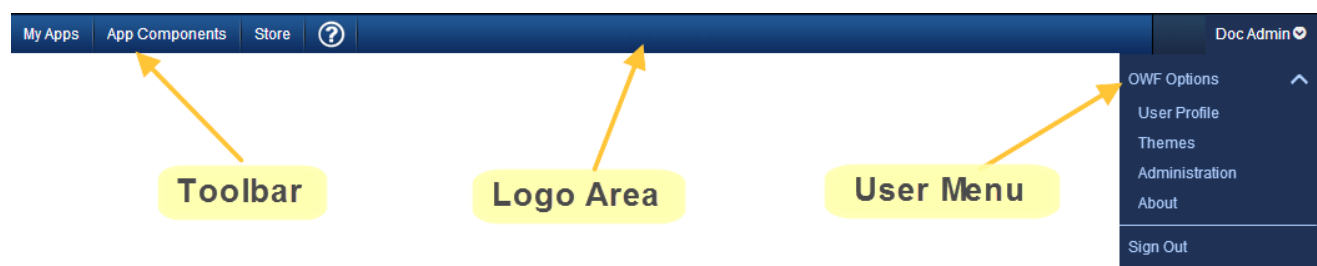 My Apps App Components Store ? Doc Admin
OWF Options
User Profile
Themes
Administration
About
Sign Out
Toolbar
Logo Area
User Menu